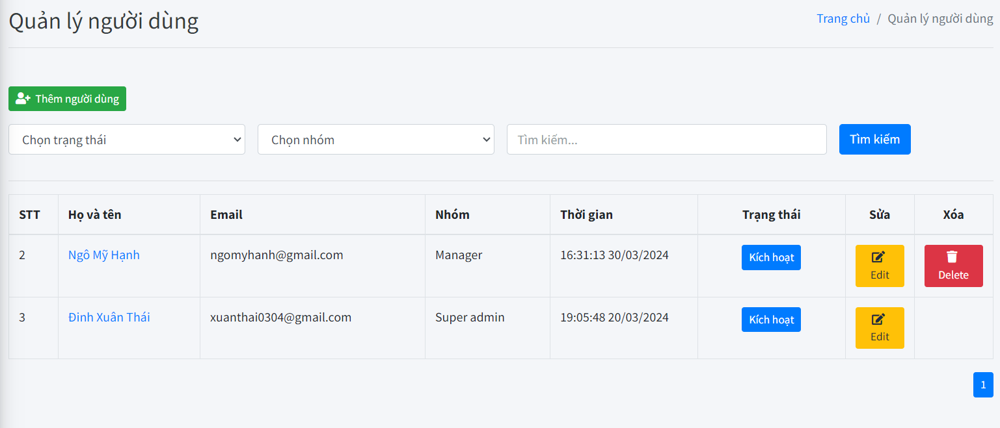 Quản lý người dùng
Trang chủ / Quản lý người dùng
Thêm người dùng
Chọn trạng thái
Chọn nhóm
Tìm kiếm...
Tìm kiếm
STT Họ và tên Email Nhóm Thời gian Trạng thái Sửa Xóa
2 Ngô Mỹ Hạnh ngomyhanh@gmail.com Manager 16:31:13 30/03/2024 Kích hoạt Edit Delete
3 Đinh Xuân Thái xuanthai0304@gmail.com Super admin 19:05:48 20/03/2024 Kích hoạt Edit
1